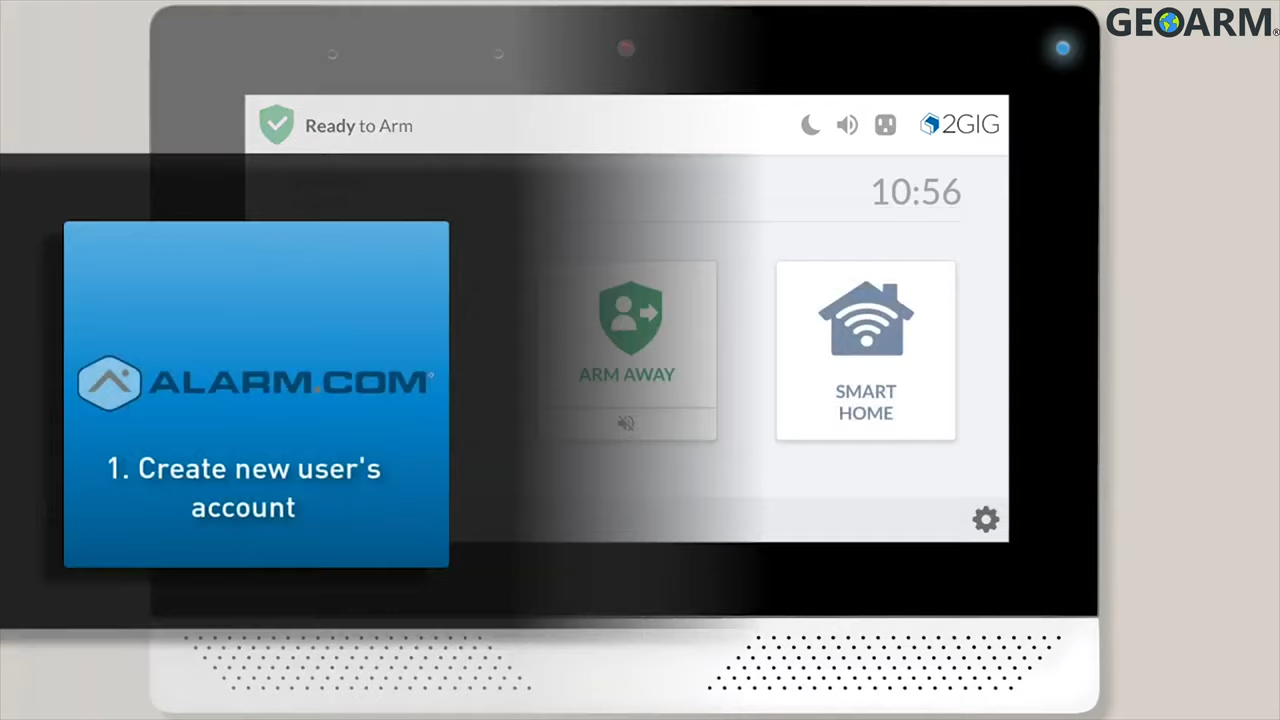 GEOARM®
Ready to Arm
2GIG
10:56
ALARM.COM
1. Create new user's
account
ARM AWAY
SMART
HOME